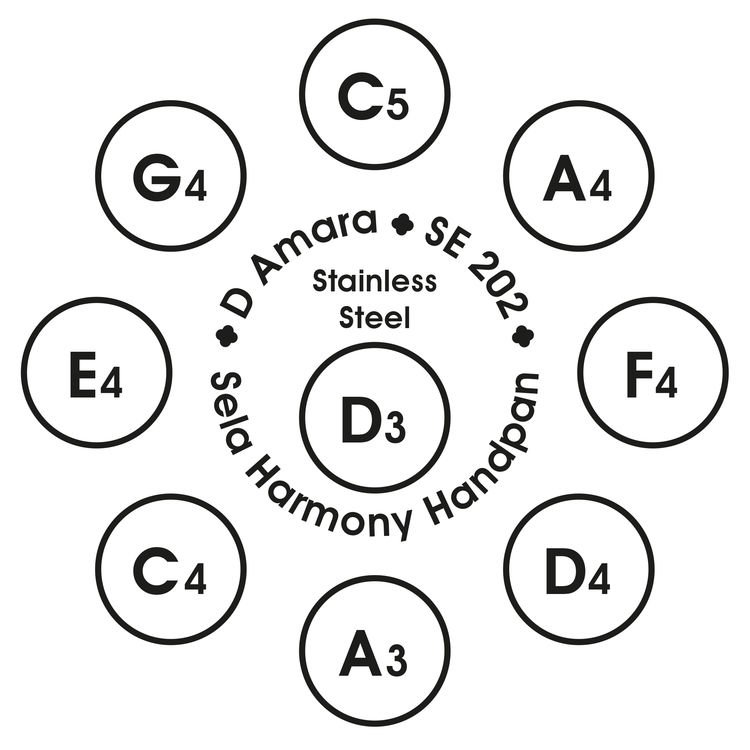 C5
G4
A4
D Amara ✤ SE 202
Stainless
Steel
E4
D3
F4
Sela Harmony Handpan
C4
D4
A3